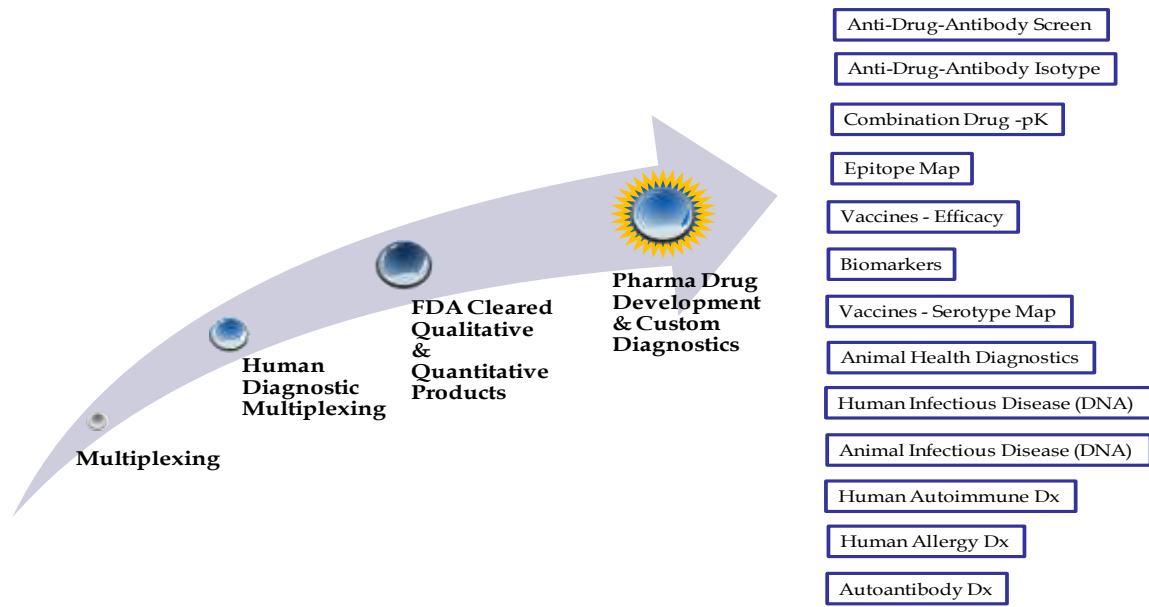 Multiplexing
Human
Diagnostic
Multiplexing
FDA Cleared
Qualitative
&
Quantitative
Products
Pharma Drug
Development
& Custom
Diagnostics
Anti-Drug-Antibody Screen
Anti-Drug-Antibody Isotype
Combination Drug -pK
Epitope Map
Vaccines - Efficacy
Biomarkers
Vaccines - Serotype Map
Animal Health Diagnostics
Human Infectious Disease (DNA)
Animal Infectious Disease (DNA)
Human Autoimmune Dx
Human Allergy Dx
Autoantibody Dx